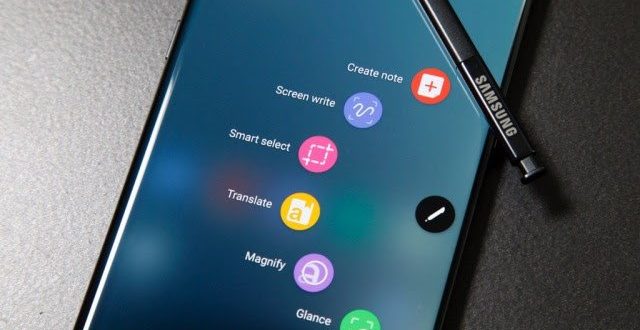 Create note
Screen write
Smart select
Translate
Magnify
Glance
SAMSUNG